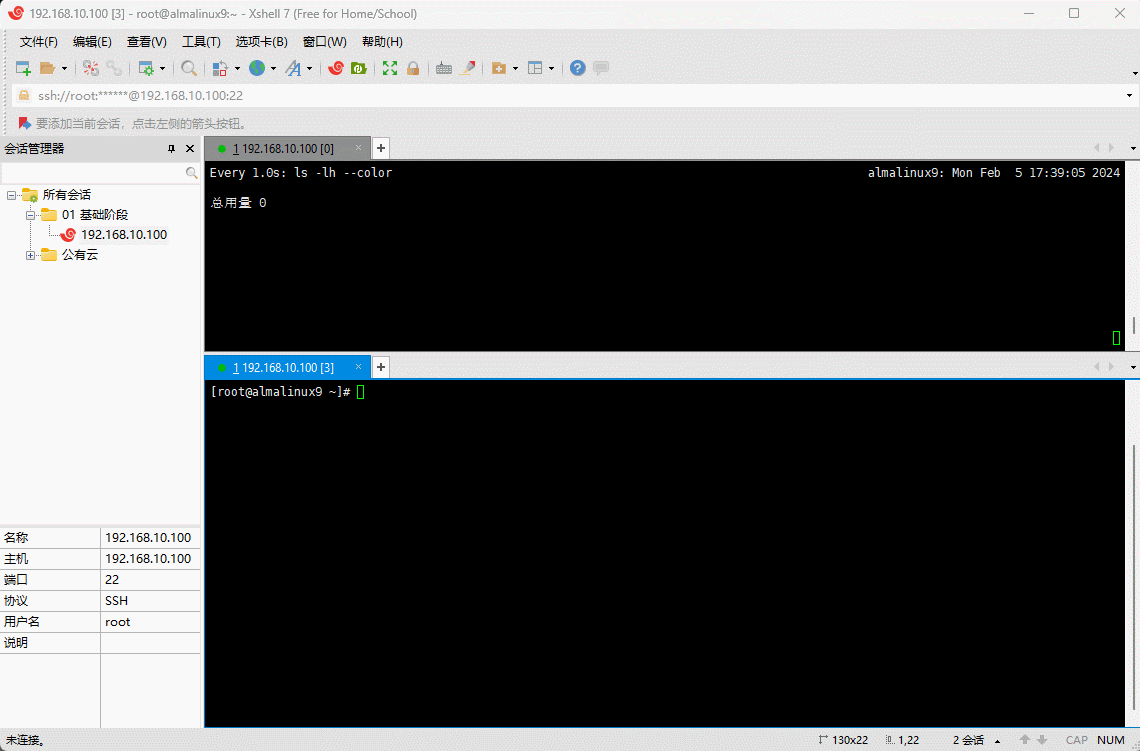 192.168.10.100 [3] - root@almalinux9:~ - Xshell 7 (Free for Home/School)
文件(F) 编辑(E) 查看(V) 工具(T) 选项卡(B) 窗口(W) 帮助(H)
ssh://root:******@192.168.10.100:22
要添加当前会话，点击左侧的箭头按钮。
会话管理器
所有会话
01 基础阶段
192.168.10.100
公有云
名称 192.168.10.100
主机 192.168.10.100
端口 22
协议 SSH
用户名 root
说明
1 192.168.10.100 [0]
Every 1.0s: ls -lh --color almalinux9: Mon Feb  5 17:39:05 2024
总用量 0
1 192.168.10.100 [3]
[root@almalinux9 ~]#
未连接。 130x22 1,22 2 会话 CAP NUM